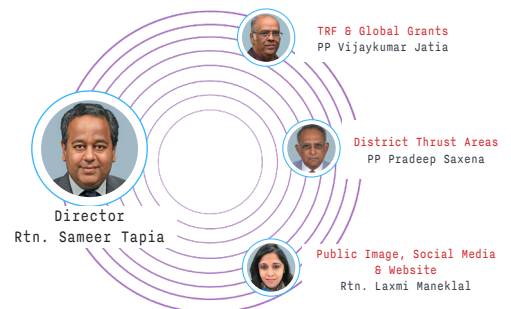 TRF & Global Grants
PP Vijaykumar Jatia
District Thrust Areas
PP Pradeep Saxena
Director
Rtn. Sameer Tapia
Public Image, Social Media
& Website
Rtn. Laxmi Maneklal